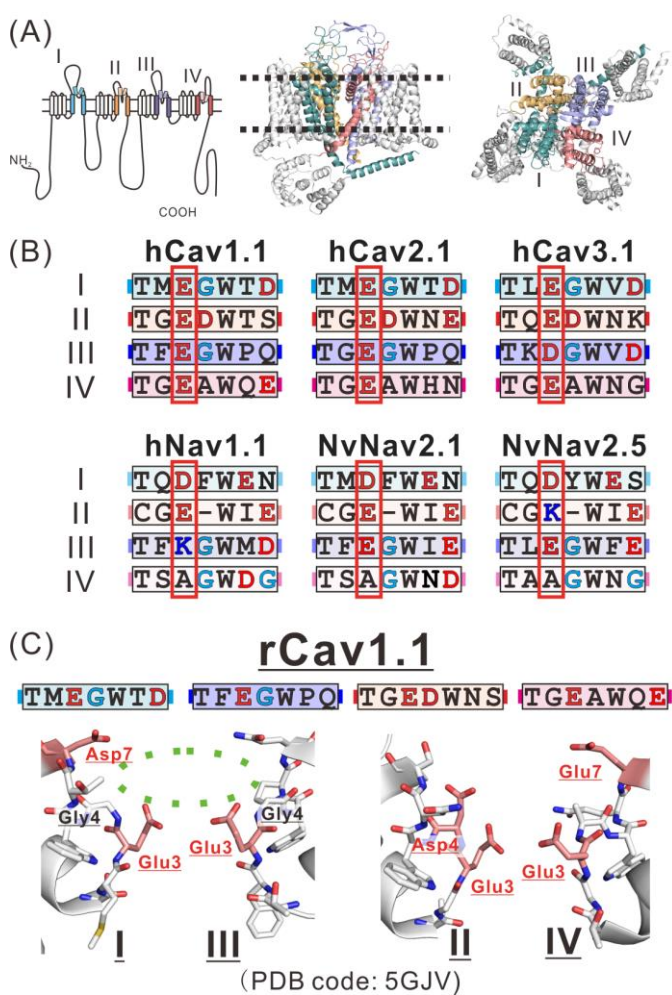 (A)
I II III IV
NH2
COOH
II III
I IV
(B)
hCav1.1 hCav2.1 hCav3.1
I TMEGWTD TMEGWTD TLEGWVD
II TGEDWTS TGEDWNE TQEDWNK
III TFEGWPQ TGEGWPQ TKDGWVD
IV TGEAWQE TGEAWHN TGEAWNG
hNav1.1 NvNav2.1 NvNav2.5
I TQDFWEN TMDFWEN TQDYWES
II CGE-WIE CGE-WIE CGK-WIE
III TFKGWMD TFEGWIE TLEGWFE
IV TSAGWDG TSAGWND TAAGWNG
(C)
rCav1.1
TMEGWTD TFEGWPQ TGEDWNS TGEAWQE
Asp7 Glu7
Gly4 Gly4
Asp4
Glu3 Glu3 Glu3 Glu3
I III II IV
(PDB code: 5GJV)